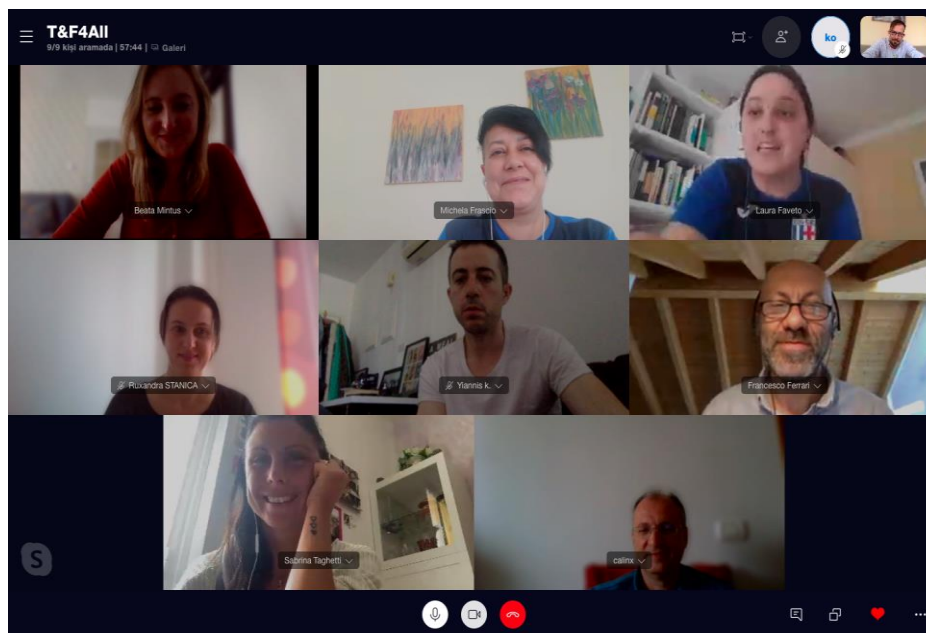 T&F4All
9/9 kişi aramada | 57:44 | Galeri
ko
Beata Mintus
Michela Francio
Laura Faveto
Ruxandra STANICA
Yiannis k.
Francesco Ferrari
Sabrina Taghetti
calinx
S